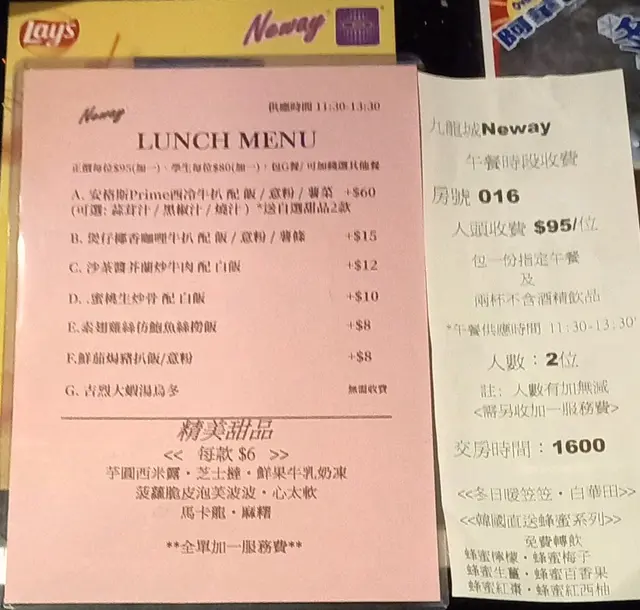 Lay's
Neway
Neway
供應時間 11:30-13:30
LUNCH MENU
正價每位$95(加一)、學生每位$80(加一)，包G餐/可加錢選其他餐
A. 安格斯Prime西冷牛扒 配 飯 / 意粉 / 薯菜 +$60
(可選: 蒜茸汁 / 黑椒汁 / 燒汁 ) *送自選甜品2款
B. 煲仔椰香咖喱牛扒 配 飯 / 意粉 / 薯條 +$15
C. 沙茶醬芥蘭炒牛肉 配 白飯 +$12
D. .蜜桃生炒骨 配 白飯 +$10
E.素翅雞絲仿鮑魚絲撈飯 +$8
F.鮮茄焗豬扒飯/意粉 +$8
G. 吉烈大蝦湯烏冬 無需收費
精美甜品
<< 每款 $6 >>
芋圓西米露・芝士撻・鮮果牛乳奶凍
菠蘿脆皮泡芙波波・心太軟
馬卡龍・麻糬
**全單加一服務費**
九龍城Neway
午餐時段收費
房號 016
人頭收費 $95/位
包一份指定午餐
及
兩杯不含酒精飲品
*午餐供應時間 11:30-13:30*
人數：2位
註: 人數有加無減
<需另收加一服務費>
交房時間：1600
<<冬日暖笠笠・白華田>>
<<韓國直送蜂蜜系列>>
免費轉飲
蜂蜜檸檬・蜂蜜梅子
蜂蜜生薑・蜂蜜百香果
蜂蜜紅棗・蜂蜜紅西柚